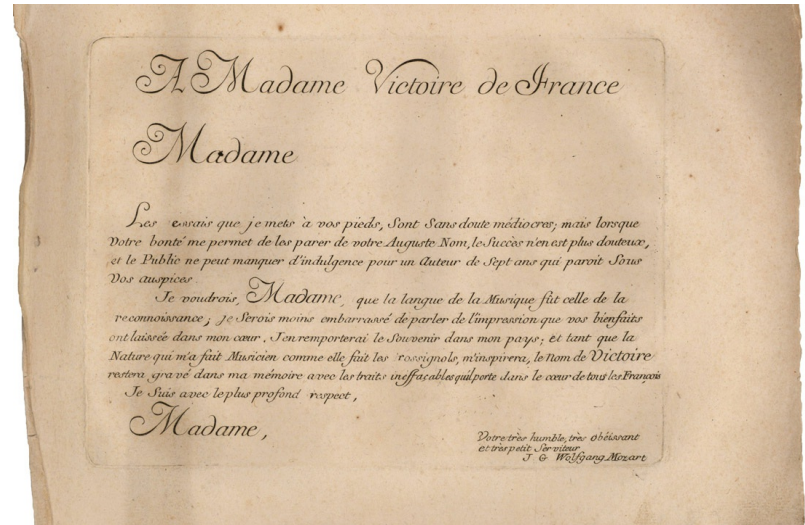 A Madame Victoire de France
Madame
Les essais que je mets à vos pieds, Sont Sans doute médiocres; mais lorsque
Votre bonté me permet de les parer de votre Auguste Nom, le Succès n'en est plus douteux,
et le Public ne peut manquer d'indulgence pour un Auteur de Sept ans qui paroit Sous
Vos auspices
Je voudrois, Madame, que la langue de la Musique fût celle de la
reconnoissance; je Serois moins embarrassé de parler de l'impression que vos bienfaits
ont laissée dans mon cœur. J'en remporterai le Souvenir dans mon pays; et tant que la
Nature qui m'a fait Musicien comme elle fait les rossignols, m'inspirera, le Nom de Victoire
restera gravé dans ma mémoire avec les traits ineffaçables qu'il porte dans le cœur de tous les François
Je Suis avec le plus profond respect,
Madame,
Votre très humble, très obéissant
et très petit Serviteur
J. G. Wolfgang Mozart